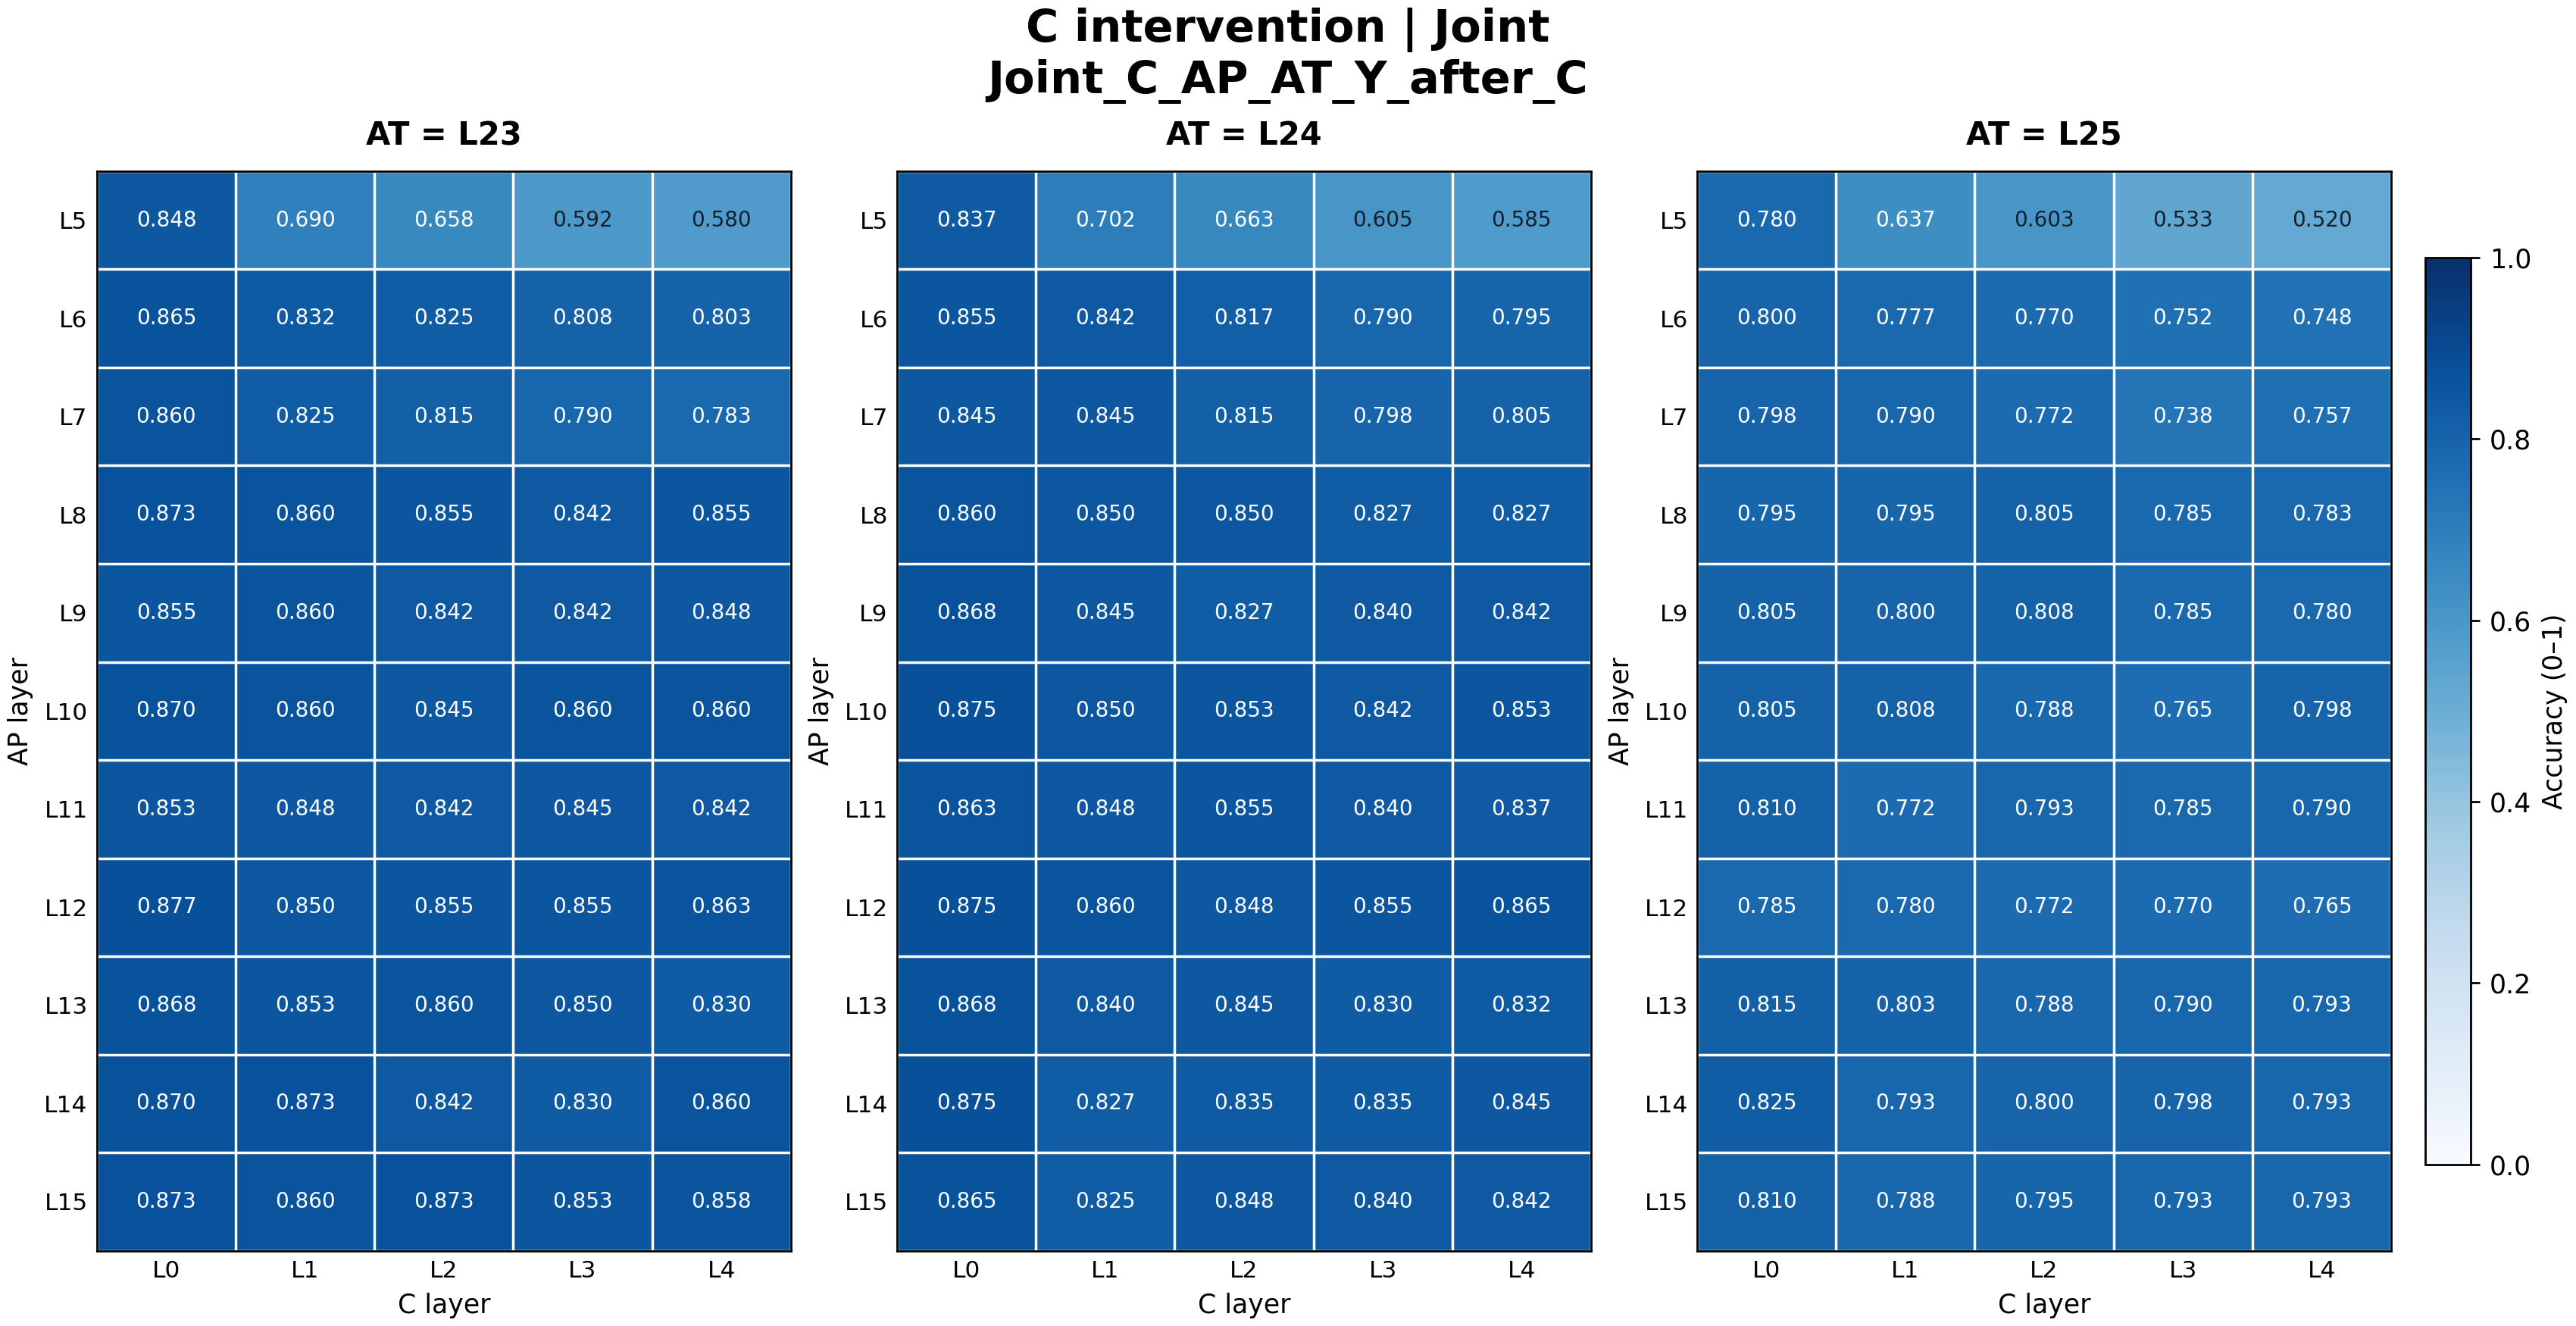 C intervention | Joint
Joint_C_AP_AT_Y_after_C
AT = L23
AP layer
L5 0.848 0.690 0.658 0.592 0.580
L6 0.865 0.832 0.825 0.808 0.803
L7 0.860 0.825 0.815 0.790 0.783
L8 0.873 0.860 0.855 0.842 0.855
L9 0.855 0.860 0.842 0.842 0.848
L10 0.870 0.860 0.845 0.860 0.860
L11 0.853 0.848 0.842 0.845 0.842
L12 0.877 0.850 0.855 0.855 0.863
L13 0.868 0.853 0.860 0.850 0.830
L14 0.870 0.873 0.842 0.830 0.860
L15 0.873 0.860 0.873 0.853 0.858
L0 L1 L2 L3 L4
C layer
AT = L24
AP layer
L5 0.837 0.702 0.663 0.605 0.585
L6 0.855 0.842 0.817 0.790 0.795
L7 0.845 0.845 0.815 0.798 0.805
L8 0.860 0.850 0.850 0.827 0.827
L9 0.868 0.845 0.827 0.840 0.842
L10 0.875 0.850 0.853 0.842 0.853
L11 0.863 0.848 0.855 0.840 0.837
L12 0.875 0.860 0.848 0.855 0.865
L13 0.868 0.840 0.845 0.830 0.832
L14 0.875 0.827 0.835 0.835 0.845
L15 0.865 0.825 0.848 0.840 0.842
L0 L1 L2 L3 L4
C layer
AT = L25
AP layer
L5 0.780 0.637 0.603 0.533 0.520
L6 0.800 0.777 0.770 0.752 0.748
L7 0.798 0.790 0.772 0.738 0.757
L8 0.795 0.795 0.805 0.785 0.783
L9 0.805 0.800 0.808 0.785 0.780
L10 0.805 0.808 0.788 0.765 0.798
L11 0.810 0.772 0.793 0.785 0.790
L12 0.785 0.780 0.772 0.770 0.765
L13 0.815 0.803 0.788 0.790 0.793
L14 0.825 0.793 0.800 0.798 0.793
L15 0.810 0.788 0.795 0.793 0.793
L0 L1 L2 L3 L4
C layer
1.0
0.8
0.6
0.4
0.2
0.0
Accuracy (0–1)